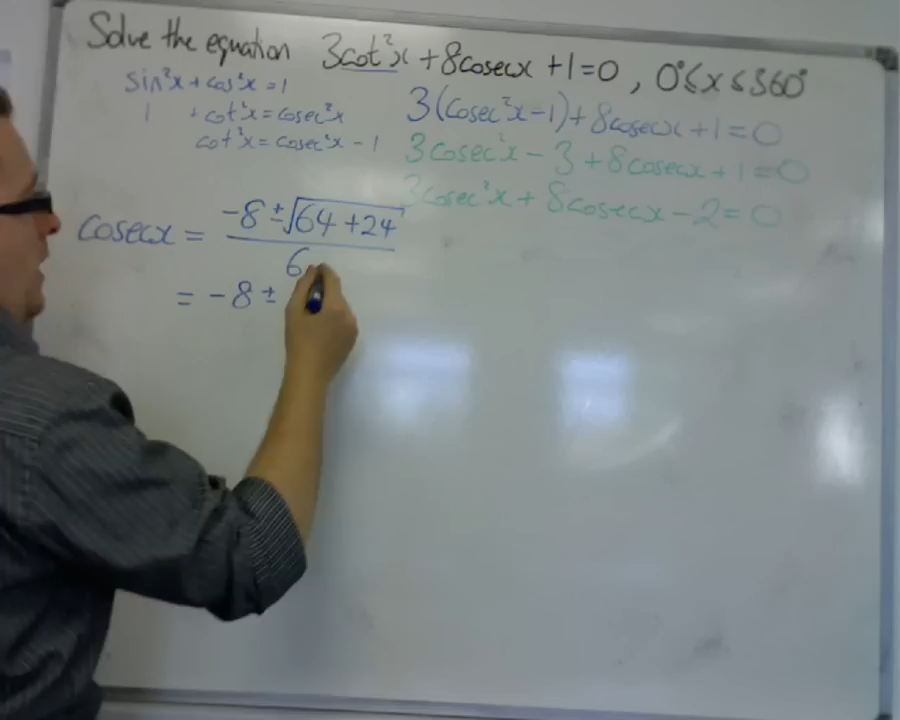 Solve the equation 3cot²x + 8cosecx + 1 = 0 , 0° ≤ x ≤ 360°
sin²x + cos²x = 1
1 + cot²x = cosec²x
cot²x = cosec²x - 1
3(cosec²x - 1) + 8cosecx + 1 = 0
3cosec²x - 3 + 8cosecx + 1 = 0
3cosec²x + 8cosecx - 2 = 0
cosecx = (-8 ± √(64 + 24)) / 6
= -8 ±